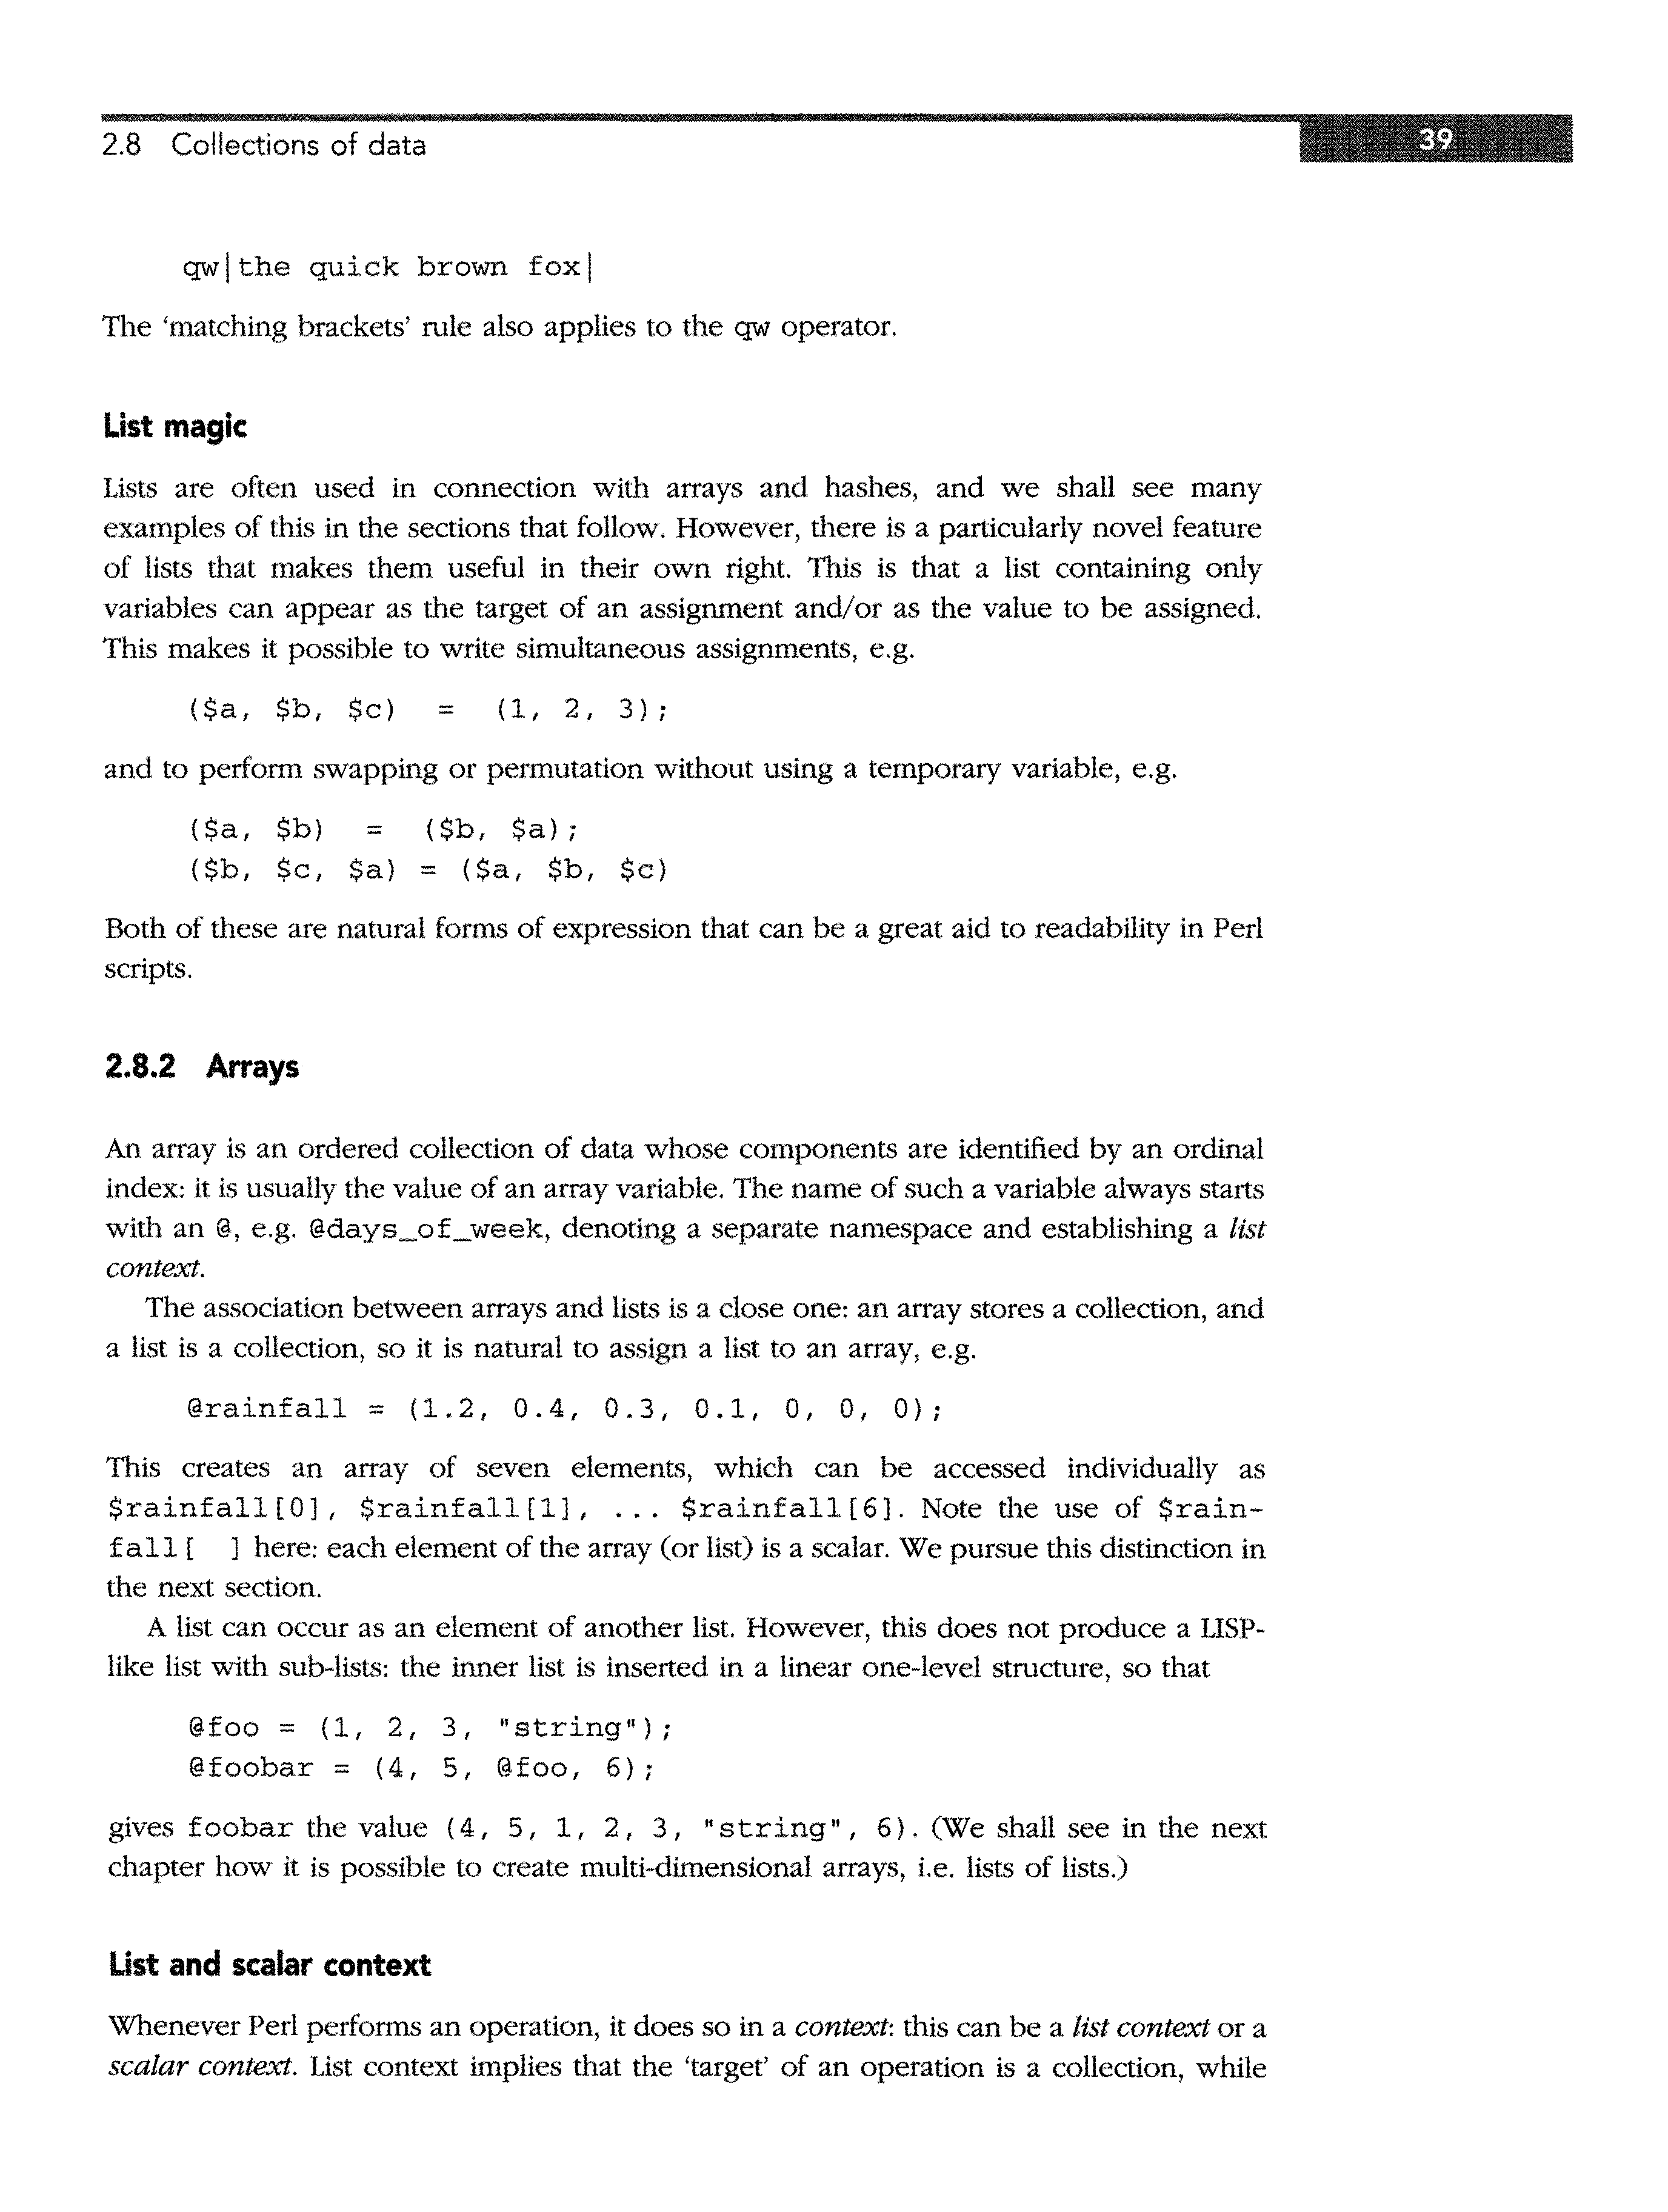 2.8 Collections of data
39
qw|the quick brown fox|
The ‘matching brackets’ rule also applies to the qw operator.
List magic
Lists are often used in connection with arrays and hashes, and we shall see many
examples of this in the sections that follow. However, there is a particularly novel feature
of lists that makes them useful in their own right. This is that a list containing only
variables can appear as the target of an assignment and/or as the value to be assigned.
This makes it possible to write simultaneous assignments, e.g.
($a, $b, $c) = (1, 2, 3);
and to perform swapping or permutation without using a temporary variable, e.g.
($a, $b) = ($b, $a);
($b, $c, $a) = ($a, $b, $c)
Both of these are natural forms of expression that can be a great aid to readability in Perl
scripts.
2.8.2 Arrays
An array is an ordered collection of data whose components are identified by an ordinal
index: it is usually the value of an array variable. The name of such a variable always starts
with an @, e.g. @days_of_week, denoting a separate namespace and establishing a list
context.
The association between arrays and lists is a close one: an array stores a collection, and
a list is a collection, so it is natural to assign a list to an array, e.g.
@rainfall = (1.2, 0.4, 0.3, 0.1, 0, 0, 0);
This creates an array of seven elements, which can be accessed individually as
$rainfall[0], $rainfall[1], ... $rainfall[6]. Note the use of $rain-
fall[ ] here: each element of the array (or list) is a scalar. We pursue this distinction in
the next section.
A list can occur as an element of another list. However, this does not produce a LISP-
like list with sub-lists: the inner list is inserted in a linear one-level structure, so that
@foo = (1, 2, 3, "string");
@foobar = (4, 5, @foo, 6);
gives foobar the value (4, 5, 1, 2, 3, "string", 6). (We shall see in the next
chapter how it is possible to create multi-dimensional arrays, i.e. lists of lists.)
List and scalar context
Whenever Perl performs an operation, it does so in a context: this can be a list context or a
scalar context. List context implies that the ‘target’ of an operation is a collection, while